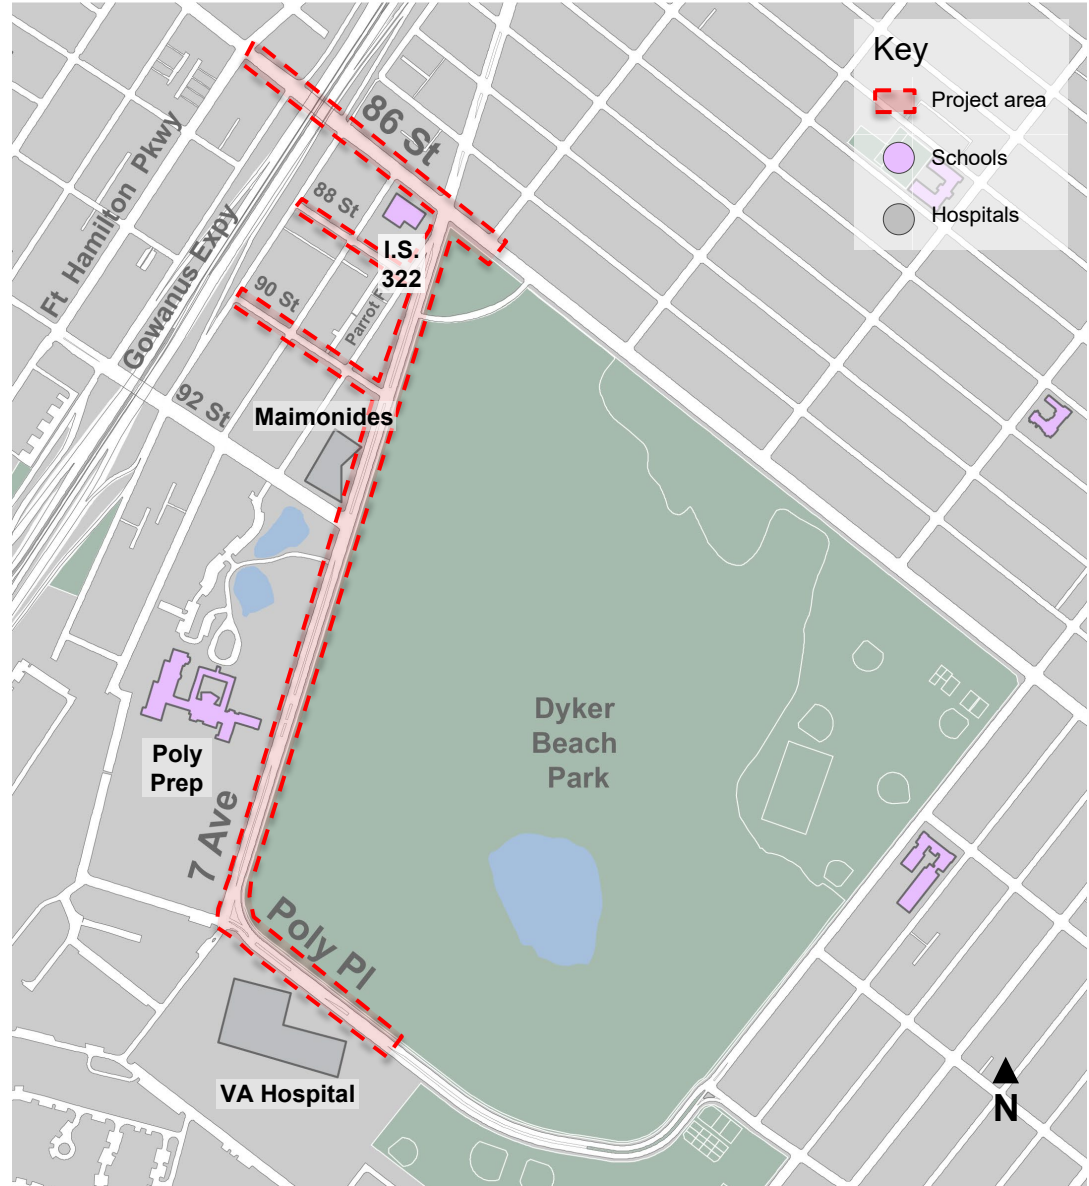 Key
Project area
Schools
Hospitals
86 St
Ft Hamilton Pkwy
88 St
Gowanus Expy
I.S.
322
90 St
92 St
Maimonides
Dyker
Beach
Park
Poly
Prep
7 Ave
Poly Pl
VA Hospital
N